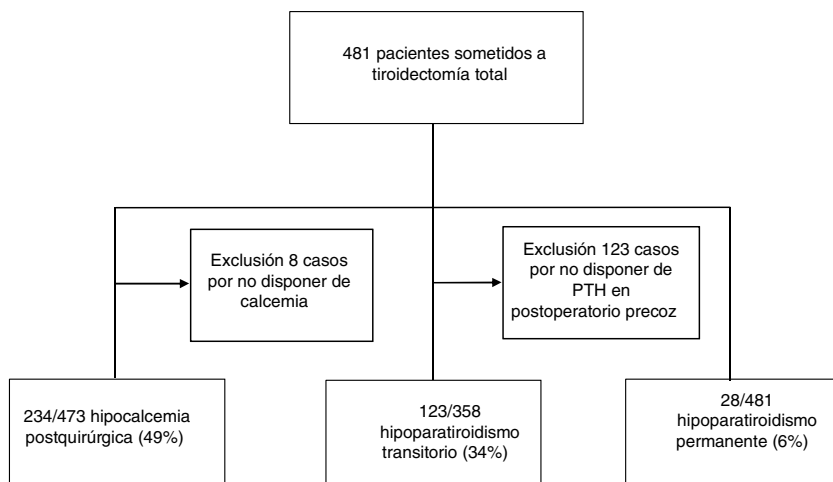 481 pacientes sometidos a
tiroidectomía total
Exclusión 8 casos
por no disponer de
calcemia
Exclusión 123 casos
por no disponer de
PTH en
postoperatorio precoz
234/473 hipocalcemia
postquirúrgica (49%)
123/358
hipoparatiroidismo
transitorio (34%)
28/481
hipoparatiroidismo
permanente (6%)